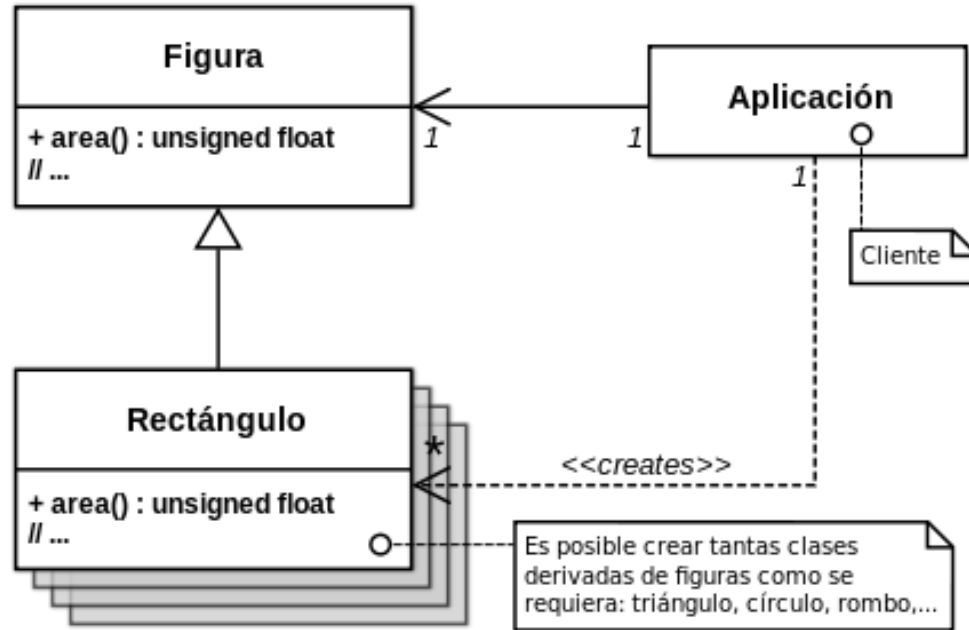 Figura
+ area() : unsigned float
// ...
Aplicación
1
1
1
Cliente
Rectángulo
+ area() : unsigned float
// ...
*
<<creates>>
Es posible crear tantas clases
derivadas de figuras como se
requiera: triángulo, círculo, rombo,...